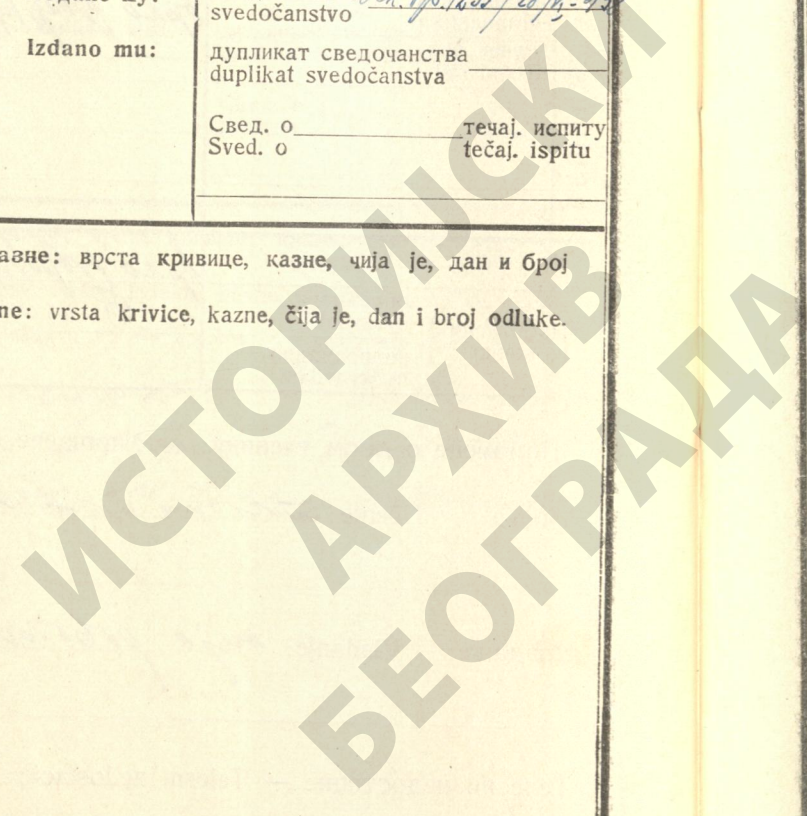 svedočanstvo
Izdano mu:
дупликат сведочанства
duplikat svedočanstva
Свед. о течај. испиту
Sved. o tečaj. ispitu
азне: врста кривице, казне, чија је, дан и број
ne: vrsta krivice, kazne, čija je, dan i broj odluke.
ИСТОРИЈСКИ
АРХИВ
БЕОГРАДА